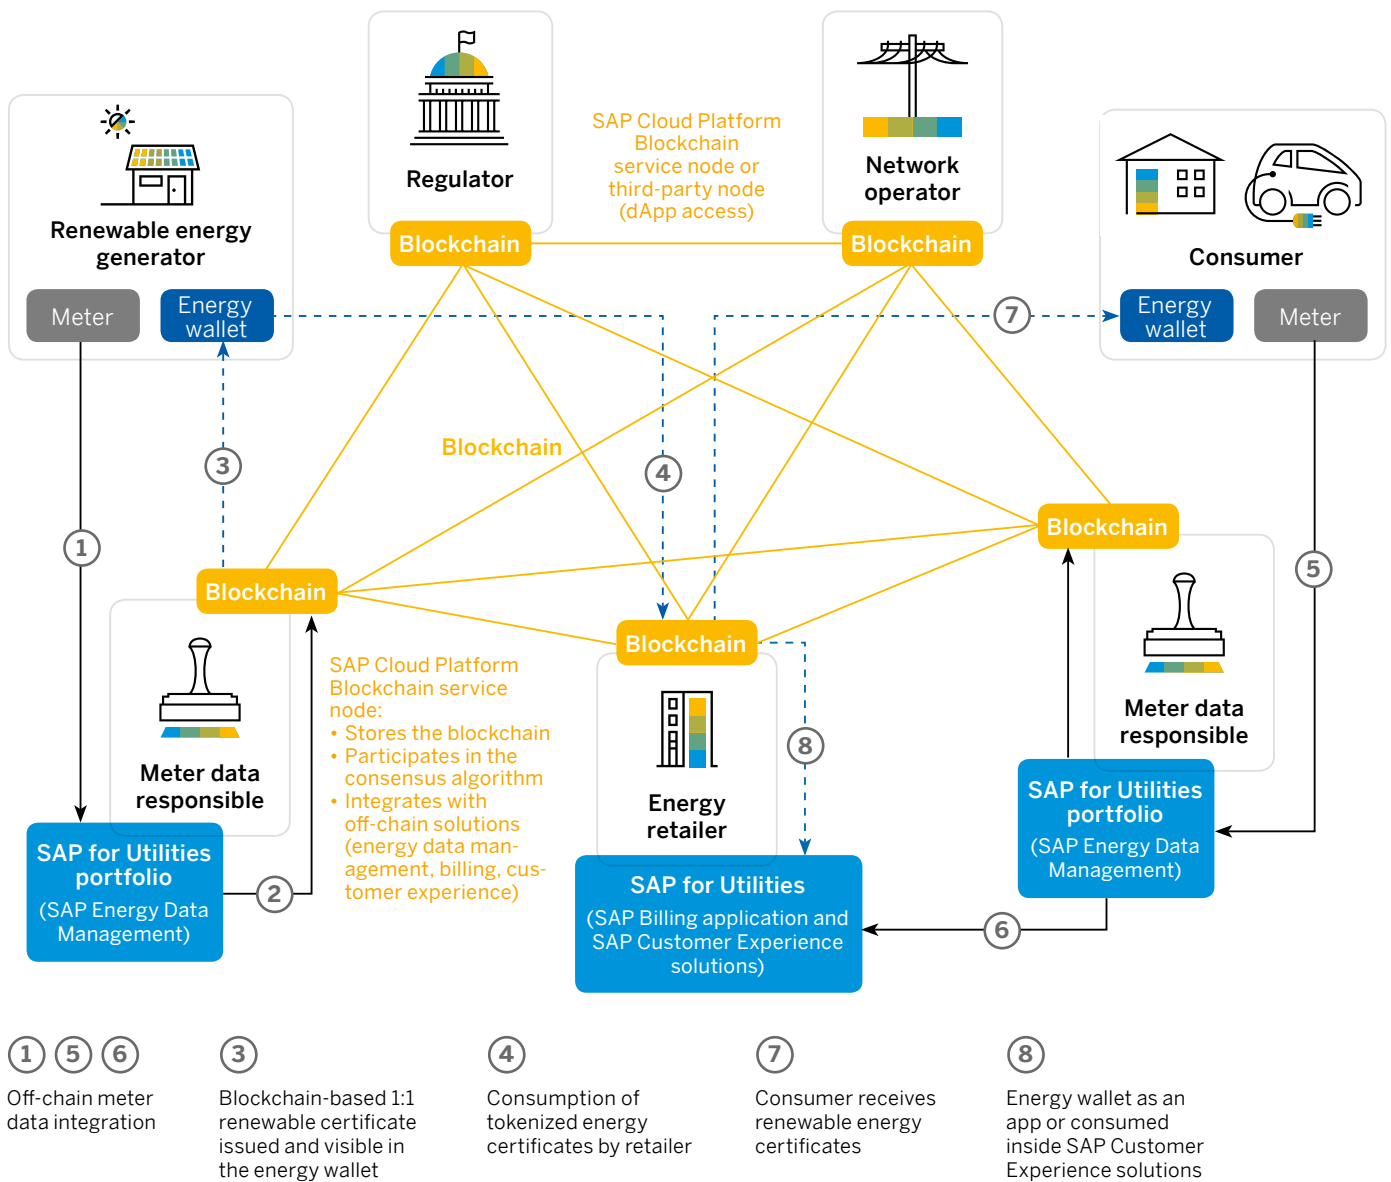 Regulator
Blockchain
SAP Cloud Platform
Blockchain
service node or
third-party node
(dApp access)
Network
operator
Blockchain
Renewable energy
generator
Meter
Energy
wallet
Consumer
Energy
wallet
Meter
7
Blockchain
3
4
1
5
Blockchain
Blockchain
Blockchain
Meter data
responsible
SAP Cloud Platform
Blockchain service
node:
• Stores the blockchain
• Participates in the
consensus algorithm
• Integrates with
off-chain solutions
(energy data man-
agement, billing, cus-
tomer experience)
8
Energy
retailer
Meter data
responsible
SAP for Utilities
portfolio
(SAP Energy Data
Management)
2
SAP for Utilities
(SAP Billing application and
SAP Customer Experience
solutions)
6
SAP for Utilities
portfolio
(SAP Energy Data
Management)
1 5 6
Off-chain meter
data integration
3
Blockchain-based 1:1
renewable certificate
issued and visible in
the energy wallet
4
Consumption of
tokenized energy
certificates by retailer
7
Consumer receives
renewable energy
certificates
8
Energy wallet as an
app or consumed
inside SAP Customer
Experience solutions